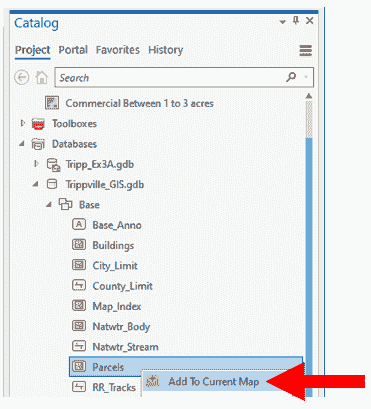 Catalog
Project Portal Favorites History
Search
Commercial Between 1 to 3 acres
Toolboxes
Databases
Tripp_Ex3A.gdb
Trippville_GIS.gdb
Base
A Base_Anno
Buildings
City_Limit
County_Limit
Map_Index
Natwtr_Body
Natwtr_Stream
Parcels
Add To Current Map
RR_Tracks